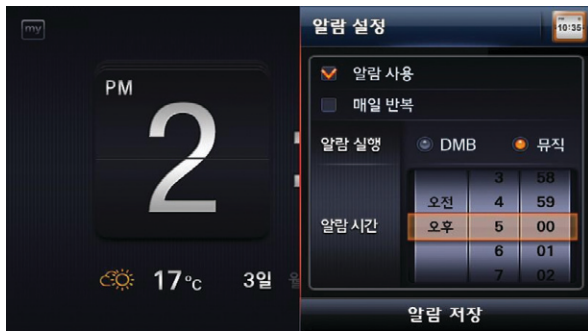 my
PM
2
17°c
3일
알람 설정
10:35
알람 사용
매일 반복
알람 실행 DMB 뮤직
3 58
오전 4 59
알람 시간 오후 5 00
6 01
7 02
알람 저장